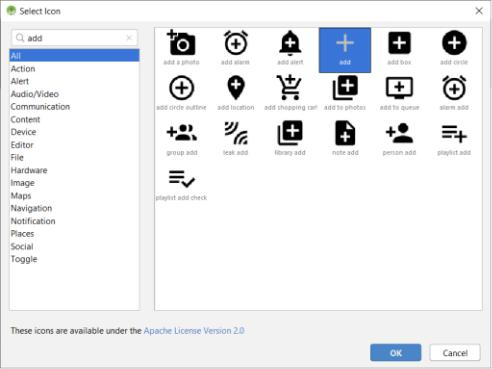 Select Icon
add
All
Action
Alert
Audio/Video
Communication
Content
Device
Editor
File
Hardware
Image
Maps
Navigation
Notification
Places
Social
Toggle
add a photo
add alarm
add alert
add
add box
add circle
add circle outline
add location
add shopping cart
add to photos
add to queue
alarm add
group add
leak add
library add
note add
person add
playlist add
playlist add check
These icons are available under the Apache License Version 2.0
OK
Cancel